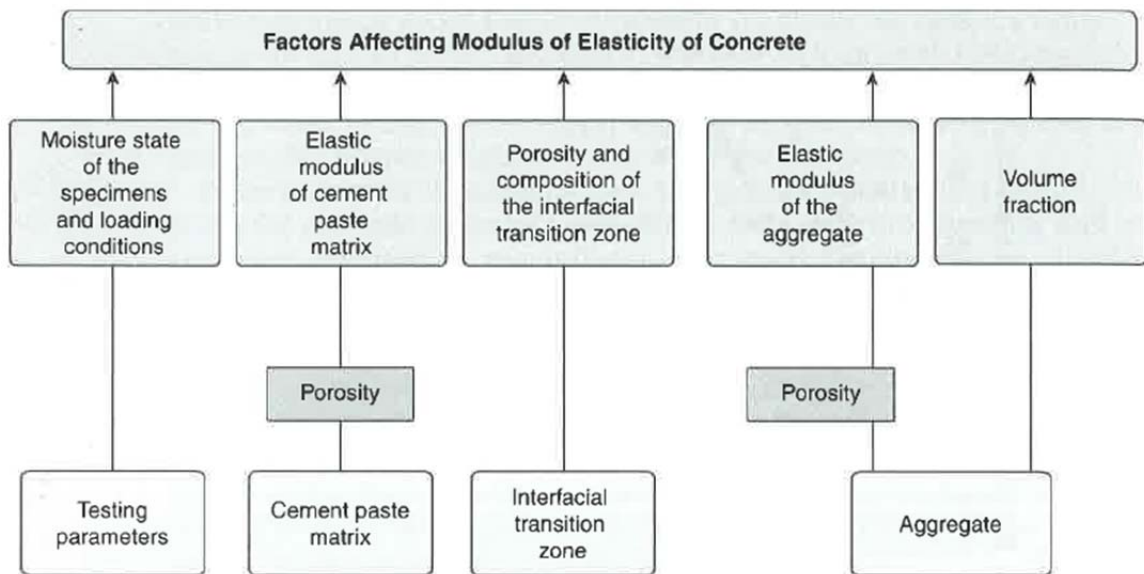 Factors Affecting Modulus of Elasticity of Concrete
Moisture state
of the
specimens
and loading
conditions
Elastic
modulus
of cement
paste
matrix
Porosity and
composition of
the interfacial
transition zone
Elastic
modulus
of the
aggregate
Volume
fraction
Porosity
Porosity
Testing
parameters
Cement paste
matrix
Interfacial
transition
zone
Aggregate